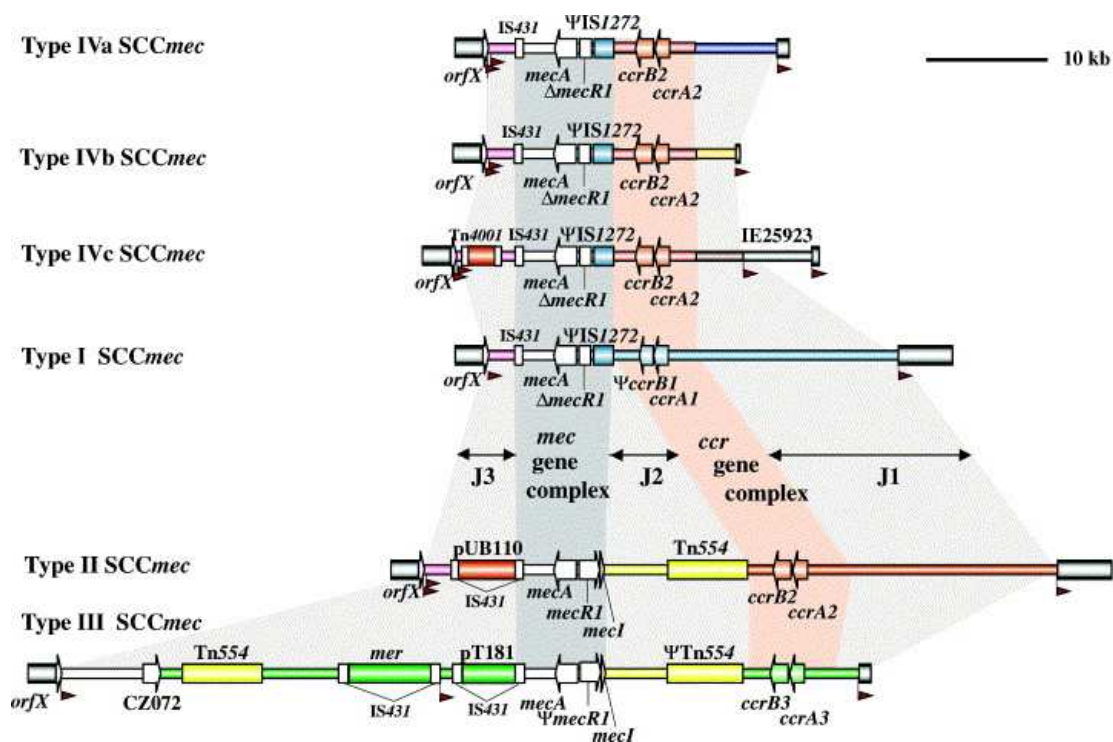 Type IVa SCCmec
IS431
ΨIS1272
10 kb
orfX
mecA
ΔmecR1
ccrB2
ccrA2
Type IVb SCCmec
IS431
ΨIS1272
orfX
mecA
ΔmecR1
ccrB2
ccrA2
Type IVc SCCmec
Tn4001
IS431
ΨIS1272
IE25923
orfX
mecA
ΔmecR1
ccrB2
ccrA2
Type I SCCmec
IS431
ΨIS1272
orfX
mecA
ΔmecR1
ΨccrB1
ccrA1
J3
mec
gene
complex
J2
ccr
gene
complex
J1
Type II SCCmec
pUB110
Tn554
orfX
IS431
mecA
mecR1
mecI
ccrB2
ccrA2
Type III SCCmec
Tn554
mer
pT181
ΨTn554
orfX
CZ072
IS431
IS431
mecA
ΨmecR1
mecI
ccrB3
ccrA3